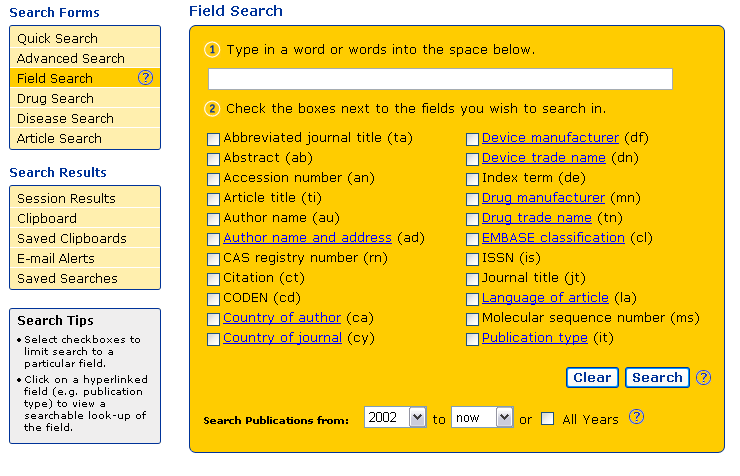 Search Forms
Quick Search
Advanced Search
Field Search ?
Drug Search
Disease Search
Article Search
Search Results
Session Results
Clipboard
Saved Clipboards
E-mail Alerts
Saved Searches
Search Tips
• Select checkboxes to
limit search to a
particular field.
• Click on a hyperlinked
field (e.g. publication
type) to view a
searchable look-up of
the field.
Field Search
1 Type in a word or words into the space below.
2 Check the boxes next to the fields you wish to search in.
Abbreviated journal title (ta)
Abstract (ab)
Accession number (an)
Article title (ti)
Author name (au)
Author name and address (ad)
CAS registry number (rn)
Citation (ct)
CODEN (cd)
Country of author (ca)
Country of journal (cy)
Device manufacturer (df)
Device trade name (dn)
Index term (de)
Drug manufacturer (mn)
Drug trade name (tn)
EMBASE classification (cl)
ISSN (is)
Journal title (jt)
Language of article (la)
Molecular sequence number (ms)
Publication type (it)
Clear Search ?
Search Publications from: 2002 to now or All Years ?